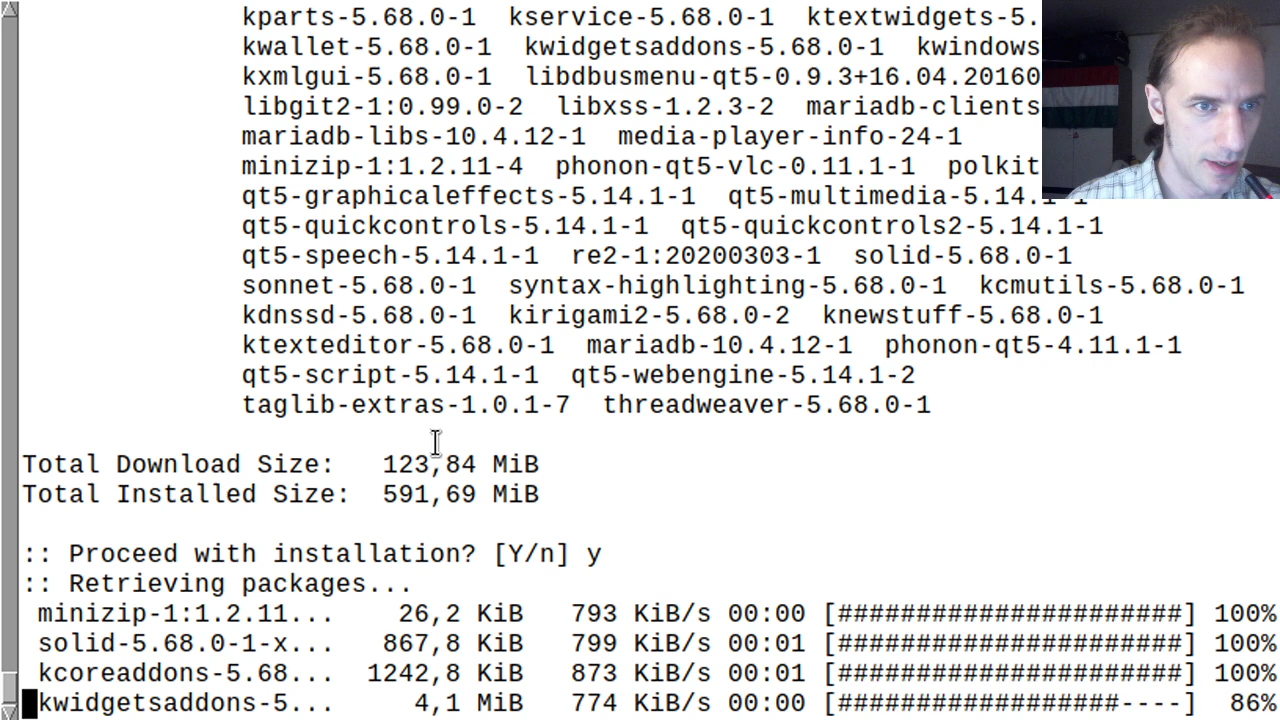 kparts-5.68.0-1 kservice-5.68.0-1 ktextwidgets-5.
kwallet-5.68.0-1 kwidgetsaddons-5.68.0-1 kwindows
kxmlgui-5.68.0-1 libdbusmenu-qt5-0.9.3+16.04.20160
libgit2-1:0.99.0-2 libxss-1.2.3-2 mariadb-clients
mariadb-libs-10.4.12-1 media-player-info-24-1
minizip-1:1.2.11-4 phonon-qt5-vlc-0.11.1-1 polkit
qt5-graphicaleffects-5.14.1-1 qt5-multimedia-5.14.1-1
qt5-quickcontrols-5.14.1-1 qt5-quickcontrols2-5.14.1-1
qt5-speech-5.14.1-1 re2-1:20200303-1 solid-5.68.0-1
sonnet-5.68.0-1 syntax-highlighting-5.68.0-1 kcmutils-5.68.0-1
kdnssd-5.68.0-1 kirigami2-5.68.0-2 knewstuff-5.68.0-1
ktexteditor-5.68.0-1 mariadb-10.4.12-1 phonon-qt5-4.11.1-1
qt5-script-5.14.1-1 qt5-webengine-5.14.1-2
taglib-extras-1.0.1-7 threadweaver-5.68.0-1
Total Download Size: 123,84 MiB
Total Installed Size: 591,69 MiB
:: Proceed with installation? [Y/n] y
:: Retrieving packages...
minizip-1:1.2.11... 26,2 KiB 793 KiB/s 00:00 [######################] 100%
solid-5.68.0-1-x... 867,8 KiB 799 KiB/s 00:01 [######################] 100%
kcoreaddons-5.68... 1242,8 KiB 873 KiB/s 00:01 [######################] 100%
kwidgetsaddons-5... 4,1 MiB 774 KiB/s 00:00 [##################----] 86%